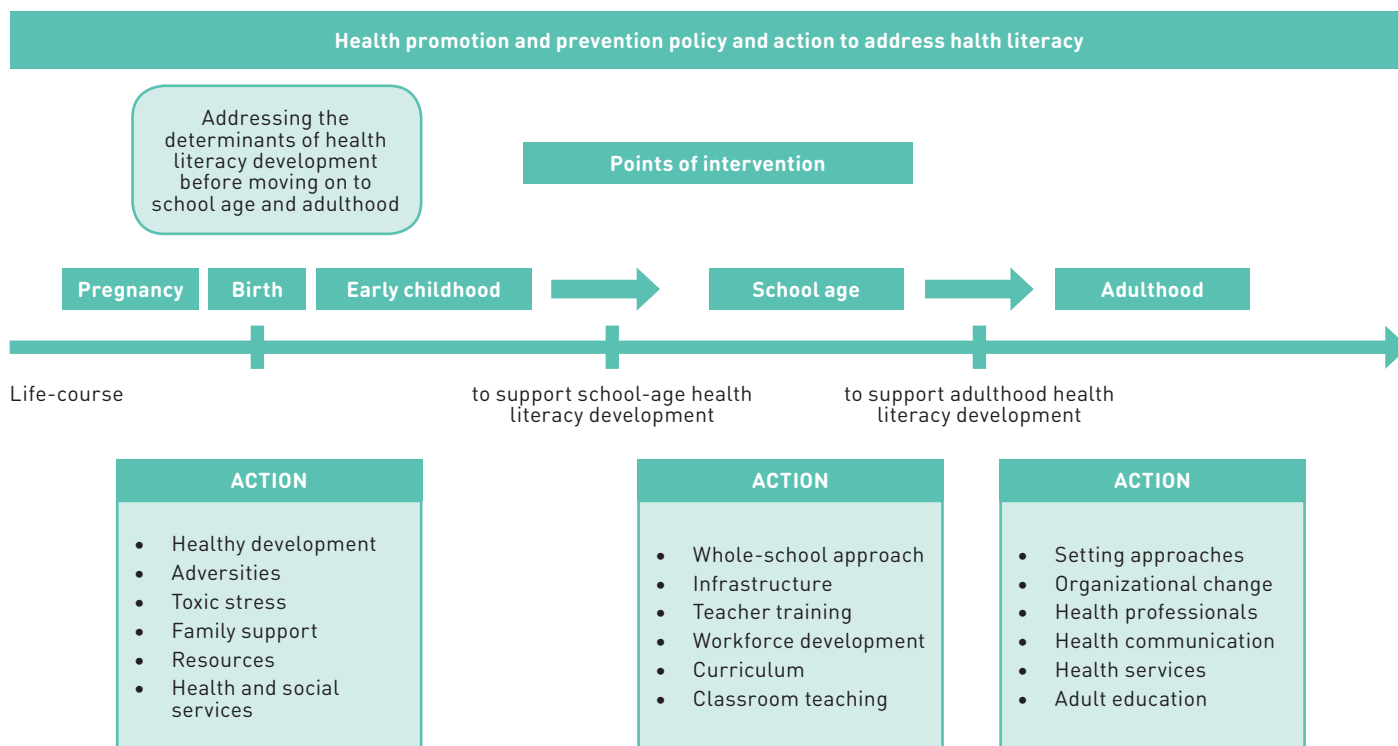 Health promotion and prevention policy and action to address halth literacy
Addressing the
determinants of health
literacy development
before moving on to
school age and adulthood
Points of intervention
Pregnancy
Birth
Early childhood
School age
Adulthood
Life-course
to support school-age health
literacy development
to support adulthood health
literacy development
ACTION
• Healthy development
• Adversities
• Toxic stress
• Family support
• Resources
• Health and social
services
ACTION
• Whole-school approach
• Infrastructure
• Teacher training
• Workforce development
• Curriculum
• Classroom teaching
ACTION
• Setting approaches
• Organizational change
• Health professionals
• Health communication
• Health services
• Adult education